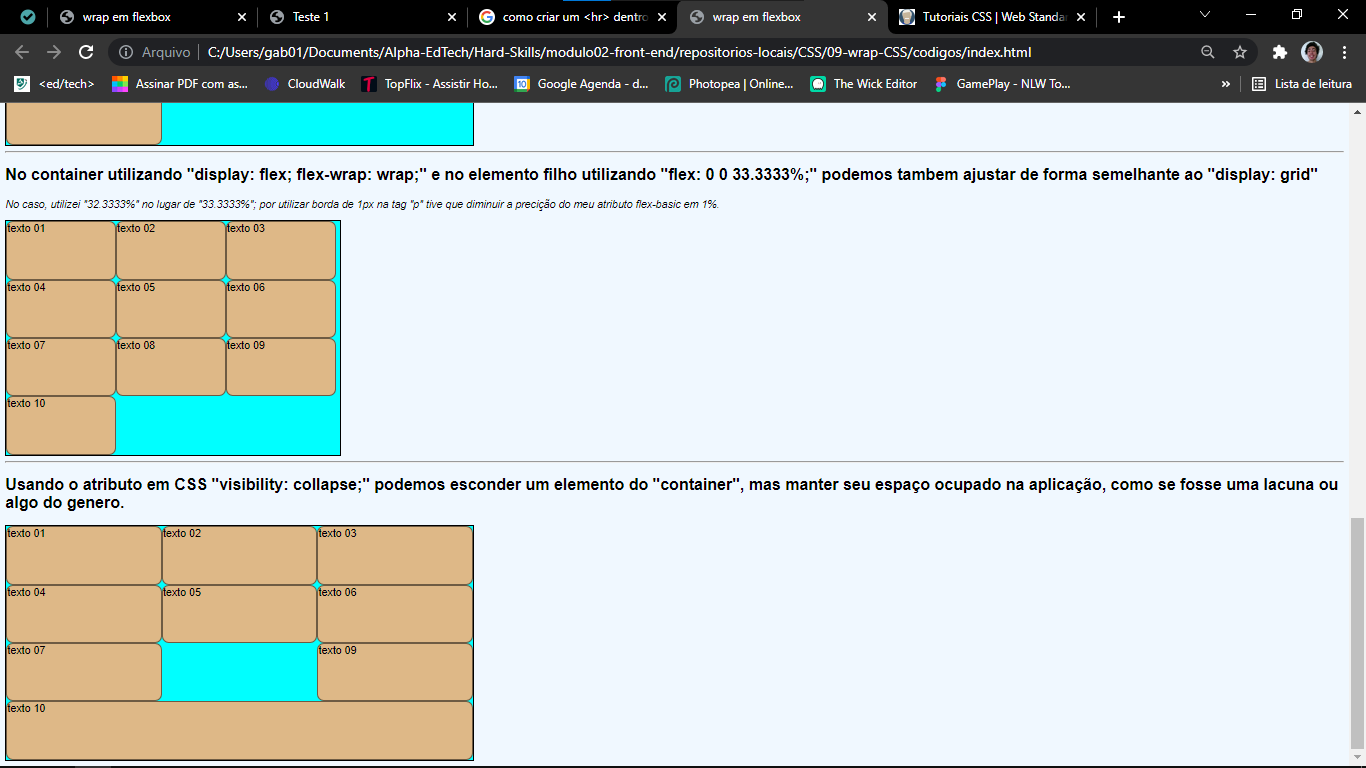 wrap em flexbox
Teste 1
como criar um <hr> dentro
wrap em flexbox
Tutoriais CSS | Web Standa
Arquivo
C:/Users/gab01/Documents/Alpha-EdTech/Hard-Skills/modulo02-front-end/repositorios-locais/CSS/09-wrap-CSS/codigos/index.html
<ed/tech>
Assinar PDF com as...
CloudWalk
TopFlix - Assistir Ho...
10
Google Agenda - d...
Photopea | Online...
The Wick Editor
GamePlay - NLW To...
»
Lista de leitura
No container utilizando "display: flex; flex-wrap: wrap;" e no elemento filho utilizando "flex: 0 0 33.3333%;" podemos tambem ajustar de forma semelhante ao "display: grid"
No caso, utilizei "32.3333%" no lugar de "33.3333%"; por utilizar borda de 1px na tag "p" tive que diminuir a precição do meu atributo flex-basic em 1%.
texto 01
texto 02
texto 03
texto 04
texto 05
texto 06
texto 07
texto 08
texto 09
texto 10
Usando o atributo em CSS "visibility: collapse;" podemos esconder um elemento do "container", mas manter seu espaço ocupado na aplicação, como se fosse uma lacuna ou
algo do genero.
texto 01
texto 02
texto 03
texto 04
texto 05
texto 06
texto 07
texto 09
texto 10